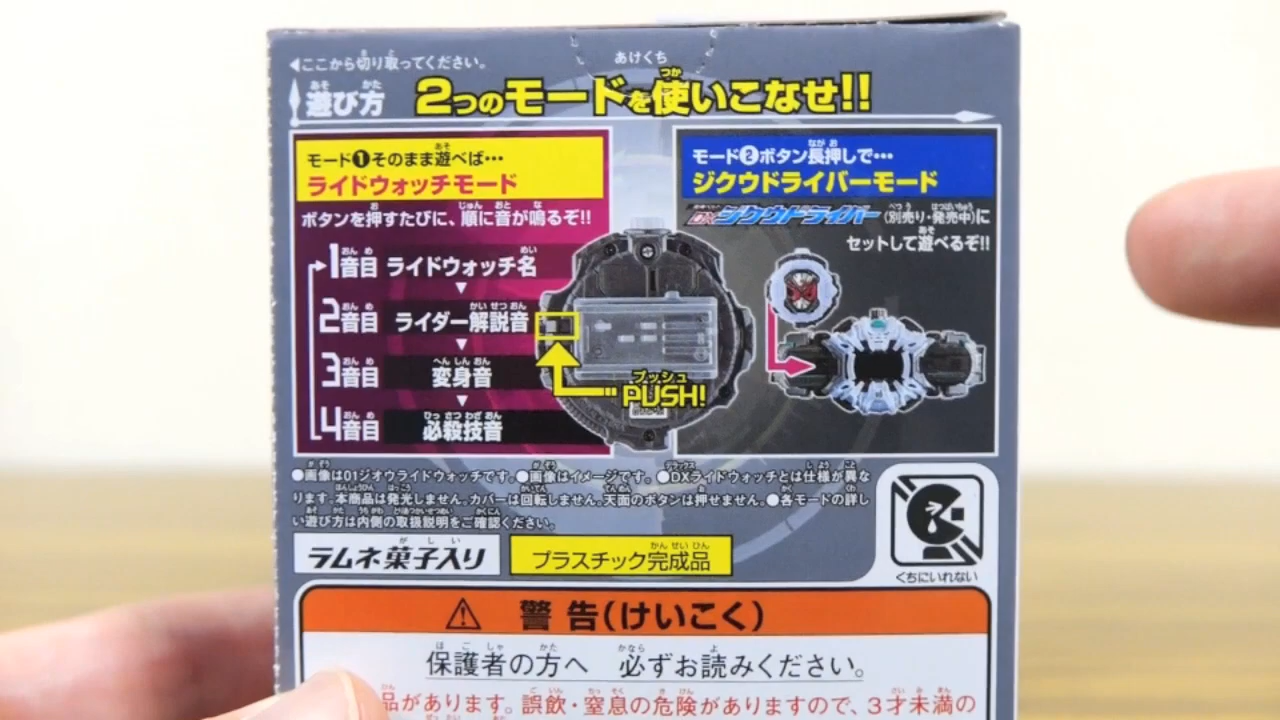 ◀ここから切り取ってください。
あけくち
遊び方 2つのモードを使いこなせ!!
モード❶そのまま遊べば…
ライドウォッチモード
ボタンを押すたびに、順に音が鳴るぞ!!
1音目 ライドウォッチ名
▼
2音目 ライダー解説音
▼
3音目 変身音
▼
4音目 必殺技音
プッシュ
PUSH!
モード❷ボタン長押しで…
ジクウドライバーモード
DXジクウドライバー(別売り・発売中)に
セットして遊べるぞ!!
●画像は01ジオウライドウォッチです。●画像はイメージです。●DXライドウォッチとは仕様が異な
ります。本商品は発光しません。カバーは回転しません。天面のボタンは押せません。●各モードの詳し
い遊び方は内側の取扱説明をご確認ください。
ラムネ菓子入り
プラスチック完成品
くちにいれない
警告(けいこく)
保護者の方へ 必ずお読みください。
品があります。誤飲・窒息の危険がありますので、3才未満の